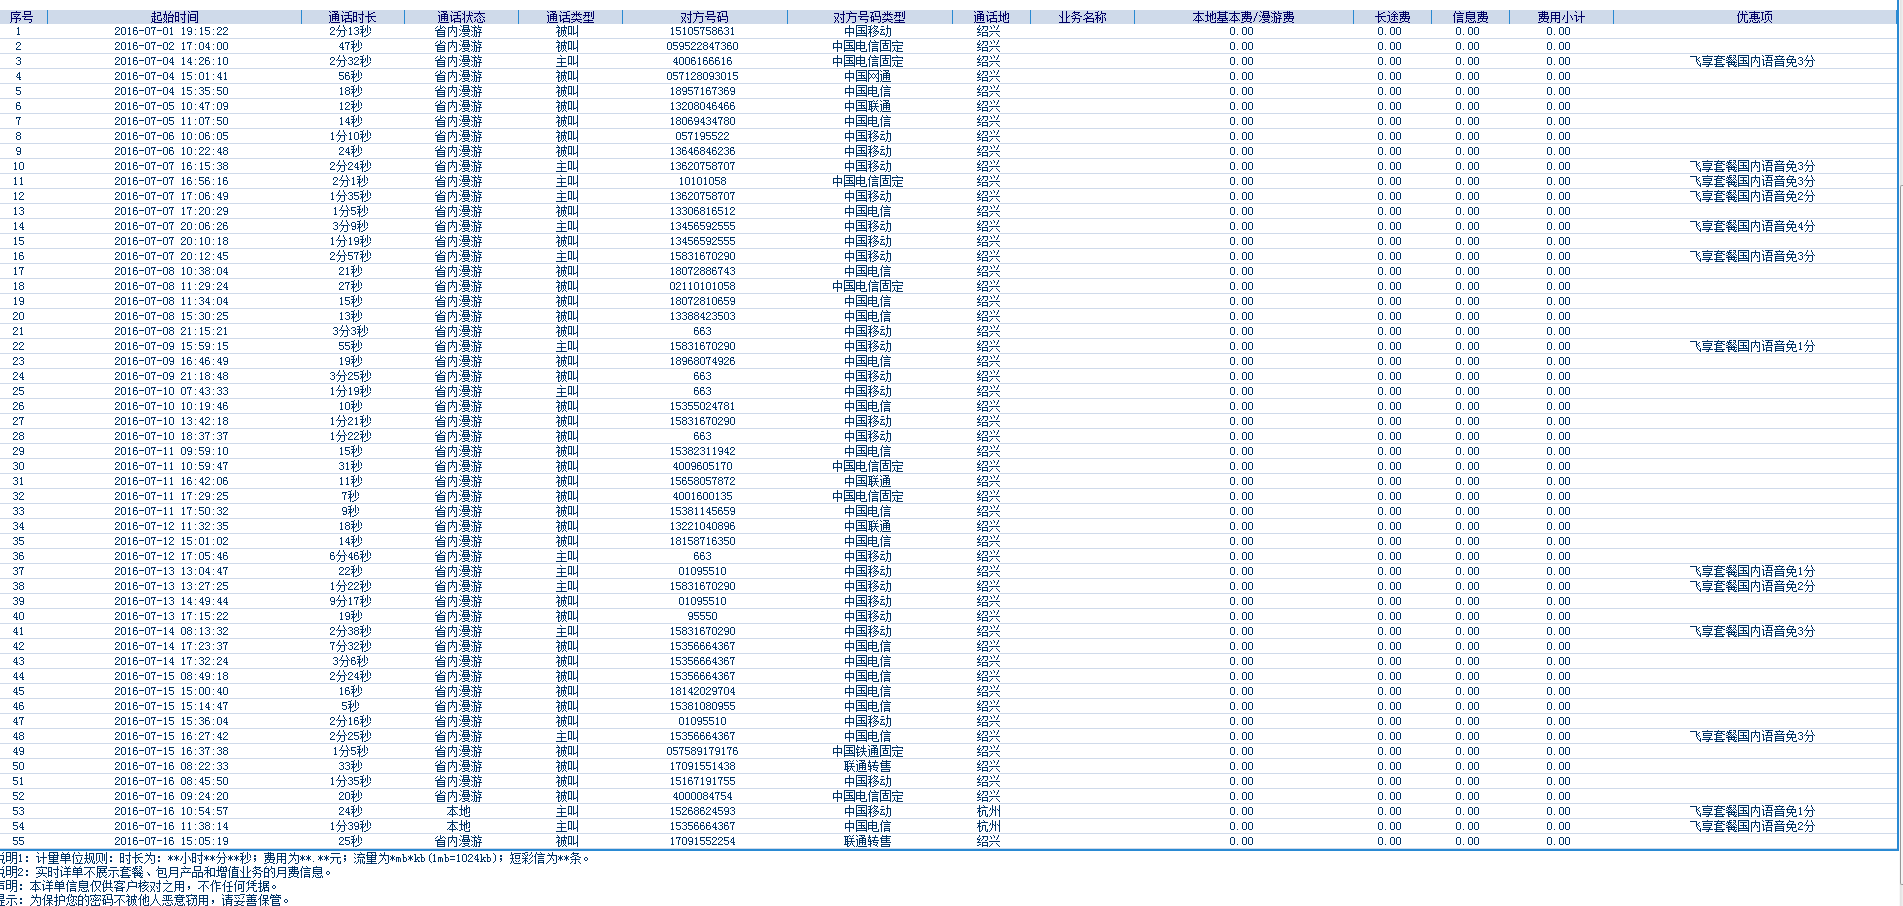 序号 起始时间 通话时长 通话状态 通话类型 对方号码 对方号码类型 通话地 业务名称 本地基本费/漫游费 长途费 信息费 费用小计 优惠项
1 2016-07-01 19:15:22 2分13秒 省内漫游 被叫 15105758631 中国移动 绍兴 0.00 0.00 0.00 0.00
2 2016-07-02 17:04:00 47秒 省内漫游 被叫 059522847360 中国电信固定 绍兴 0.00 0.00 0.00 0.00
3 2016-07-04 14:26:10 2分32秒 省内漫游 主叫 4006166616 中国电信固定 绍兴 0.00 0.00 0.00 0.00 飞享套餐国内语音免3分
4 2016-07-04 15:01:41 56秒 省内漫游 被叫 057128093015 中国网通 绍兴 0.00 0.00 0.00 0.00
5 2016-07-04 15:35:50 18秒 省内漫游 被叫 18957167369 中国电信 绍兴 0.00 0.00 0.00 0.00
6 2016-07-05 10:47:09 12秒 省内漫游 被叫 13208046466 中国联通 绍兴 0.00 0.00 0.00 0.00
7 2016-07-05 11:07:50 14秒 省内漫游 被叫 18069434780 中国电信 绍兴 0.00 0.00 0.00 0.00
8 2016-07-06 10:06:05 1分10秒 省内漫游 被叫 057195522 中国移动 绍兴 0.00 0.00 0.00 0.00
9 2016-07-06 10:22:48 24秒 省内漫游 被叫 13646846236 中国移动 绍兴 0.00 0.00 0.00 0.00
10 2016-07-07 16:15:38 2分24秒 省内漫游 主叫 13620758707 中国移动 绍兴 0.00 0.00 0.00 0.00 飞享套餐国内语音免3分
11 2016-07-07 16:56:16 2分1秒 省内漫游 主叫 10101058 中国电信固定 绍兴 0.00 0.00 0.00 0.00 飞享套餐国内语音免3分
12 2016-07-07 17:06:49 1分35秒 省内漫游 主叫 13620758707 中国移动 绍兴 0.00 0.00 0.00 0.00 飞享套餐国内语音免2分
13 2016-07-07 17:20:29 1分5秒 省内漫游 被叫 13306816512 中国电信 绍兴 0.00 0.00 0.00 0.00
14 2016-07-07 20:06:26 3分9秒 省内漫游 主叫 13456592555 中国移动 绍兴 0.00 0.00 0.00 0.00 飞享套餐国内语音免4分
15 2016-07-07 20:10:18 1分19秒 省内漫游 被叫 13456592555 中国移动 绍兴 0.00 0.00 0.00 0.00
16 2016-07-07 20:12:45 2分57秒 省内漫游 主叫 15831670290 中国移动 绍兴 0.00 0.00 0.00 0.00 飞享套餐国内语音免3分
17 2016-07-08 10:38:04 21秒 省内漫游 被叫 18072886743 中国电信 绍兴 0.00 0.00 0.00 0.00
18 2016-07-08 11:29:24 27秒 省内漫游 被叫 02110101058 中国电信固定 绍兴 0.00 0.00 0.00 0.00
19 2016-07-08 11:34:04 15秒 省内漫游 被叫 18072810659 中国电信 绍兴 0.00 0.00 0.00 0.00
20 2016-07-08 15:30:25 13秒 省内漫游 被叫 13388423503 中国电信 绍兴 0.00 0.00 0.00 0.00
21 2016-07-08 21:15:21 3分3秒 省内漫游 被叫 663 中国移动 绍兴 0.00 0.00 0.00 0.00
22 2016-07-09 15:59:15 55秒 省内漫游 主叫 15831670290 中国移动 绍兴 0.00 0.00 0.00 0.00 飞享套餐国内语音免1分
23 2016-07-09 16:46:49 19秒 省内漫游 被叫 18968074926 中国电信 绍兴 0.00 0.00 0.00 0.00
24 2016-07-09 21:18:48 3分25秒 省内漫游 被叫 663 中国移动 绍兴 0.00 0.00 0.00 0.00
25 2016-07-10 07:43:33 1分19秒 省内漫游 主叫 663 中国移动 绍兴 0.00 0.00 0.00 0.00
26 2016-07-10 10:19:46 10秒 省内漫游 被叫 15355024781 中国电信 绍兴 0.00 0.00 0.00 0.00
27 2016-07-10 13:42:18 1分21秒 省内漫游 被叫 15831670290 中国移动 绍兴 0.00 0.00 0.00 0.00
28 2016-07-10 18:37:37 1分22秒 省内漫游 被叫 663 中国移动 绍兴 0.00 0.00 0.00 0.00
29 2016-07-11 09:59:10 15秒 省内漫游 被叫 15382311942 中国电信 绍兴 0.00 0.00 0.00 0.00
30 2016-07-11 10:59:47 31秒 省内漫游 被叫 4009605170 中国电信固定 绍兴 0.00 0.00 0.00 0.00
31 2016-07-11 16:42:06 11秒 省内漫游 被叫 15658057872 中国联通 绍兴 0.00 0.00 0.00 0.00
32 2016-07-11 17:29:25 7秒 省内漫游 被叫 4001600135 中国电信固定 绍兴 0.00 0.00 0.00 0.00
33 2016-07-11 17:50:32 9秒 省内漫游 被叫 15381145659 中国电信 绍兴 0.00 0.00 0.00 0.00
34 2016-07-12 11:32:35 18秒 省内漫游 被叫 13221040896 中国联通 绍兴 0.00 0.00 0.00 0.00
35 2016-07-12 15:01:02 14秒 省内漫游 被叫 18158716350 中国电信 绍兴 0.00 0.00 0.00 0.00
36 2016-07-12 17:05:46 6分46秒 省内漫游 主叫 663 中国移动 绍兴 0.00 0.00 0.00 0.00
37 2016-07-13 13:04:47 22秒 省内漫游 主叫 01095510 中国移动 绍兴 0.00 0.00 0.00 0.00 飞享套餐国内语音免1分
38 2016-07-13 13:27:25 1分22秒 省内漫游 主叫 15831670290 中国移动 绍兴 0.00 0.00 0.00 0.00 飞享套餐国内语音免2分
39 2016-07-13 14:49:44 9分17秒 省内漫游 被叫 01095510 中国移动 绍兴 0.00 0.00 0.00 0.00
40 2016-07-13 17:15:22 19秒 省内漫游 被叫 95550 中国移动 绍兴 0.00 0.00 0.00 0.00
41 2016-07-14 08:13:32 2分38秒 省内漫游 主叫 15831670290 中国移动 绍兴 0.00 0.00 0.00 0.00 飞享套餐国内语音免3分
42 2016-07-14 17:23:37 7分32秒 省内漫游 被叫 15356664367 中国电信 绍兴 0.00 0.00 0.00 0.00
43 2016-07-14 17:32:24 3分6秒 省内漫游 被叫 15356664367 中国电信 绍兴 0.00 0.00 0.00 0.00
44 2016-07-15 08:49:18 2分24秒 省内漫游 被叫 15356664367 中国电信 绍兴 0.00 0.00 0.00 0.00
45 2016-07-15 15:00:40 16秒 省内漫游 被叫 18142029704 中国电信 绍兴 0.00 0.00 0.00 0.00
46 2016-07-15 15:14:47 5秒 省内漫游 被叫 15381080955 中国电信 绍兴 0.00 0.00 0.00 0.00
47 2016-07-15 15:36:04 2分16秒 省内漫游 被叫 01095510 中国移动 绍兴 0.00 0.00 0.00 0.00
48 2016-07-15 16:27:42 2分25秒 省内漫游 主叫 15356664367 中国电信 绍兴 0.00 0.00 0.00 0.00 飞享套餐国内语音免3分
49 2016-07-15 16:37:38 1分5秒 省内漫游 被叫 057589179176 中国铁通固定 绍兴 0.00 0.00 0.00 0.00
50 2016-07-16 08:22:33 33秒 省内漫游 被叫 17091551438 联通转售 绍兴 0.00 0.00 0.00 0.00
51 2016-07-16 08:45:50 1分35秒 省内漫游 被叫 15167191755 中国移动 绍兴 0.00 0.00 0.00 0.00
52 2016-07-16 09:24:20 20秒 省内漫游 被叫 4000084754 中国电信固定 绍兴 0.00 0.00 0.00 0.00
53 2016-07-16 10:54:57 24秒 本地 主叫 15268624593 中国移动 杭州 0.00 0.00 0.00 0.00 飞享套餐国内语音免1分
54 2016-07-16 11:38:14 1分39秒 本地 主叫 15356664367 中国电信 杭州 0.00 0.00 0.00 0.00 飞享套餐国内语音免2分
55 2016-07-16 15:05:19 25秒 省内漫游 被叫 17091552254 联通转售 绍兴 0.00 0.00 0.00 0.00
说明1: 计量单位规则: 时长为: **小时**分**秒; 费用为**.**元; 流量为*mb*kb(1mb=1024kb); 短彩信为**条。
说明2: 实时详单不展示套餐、包月产品和增值业务的月费信息。
声明: 本详单信息仅供客户核对之用, 不作任何凭据。
提示: 为保护您的密码不被他人恶意窃用, 请妥善保管。